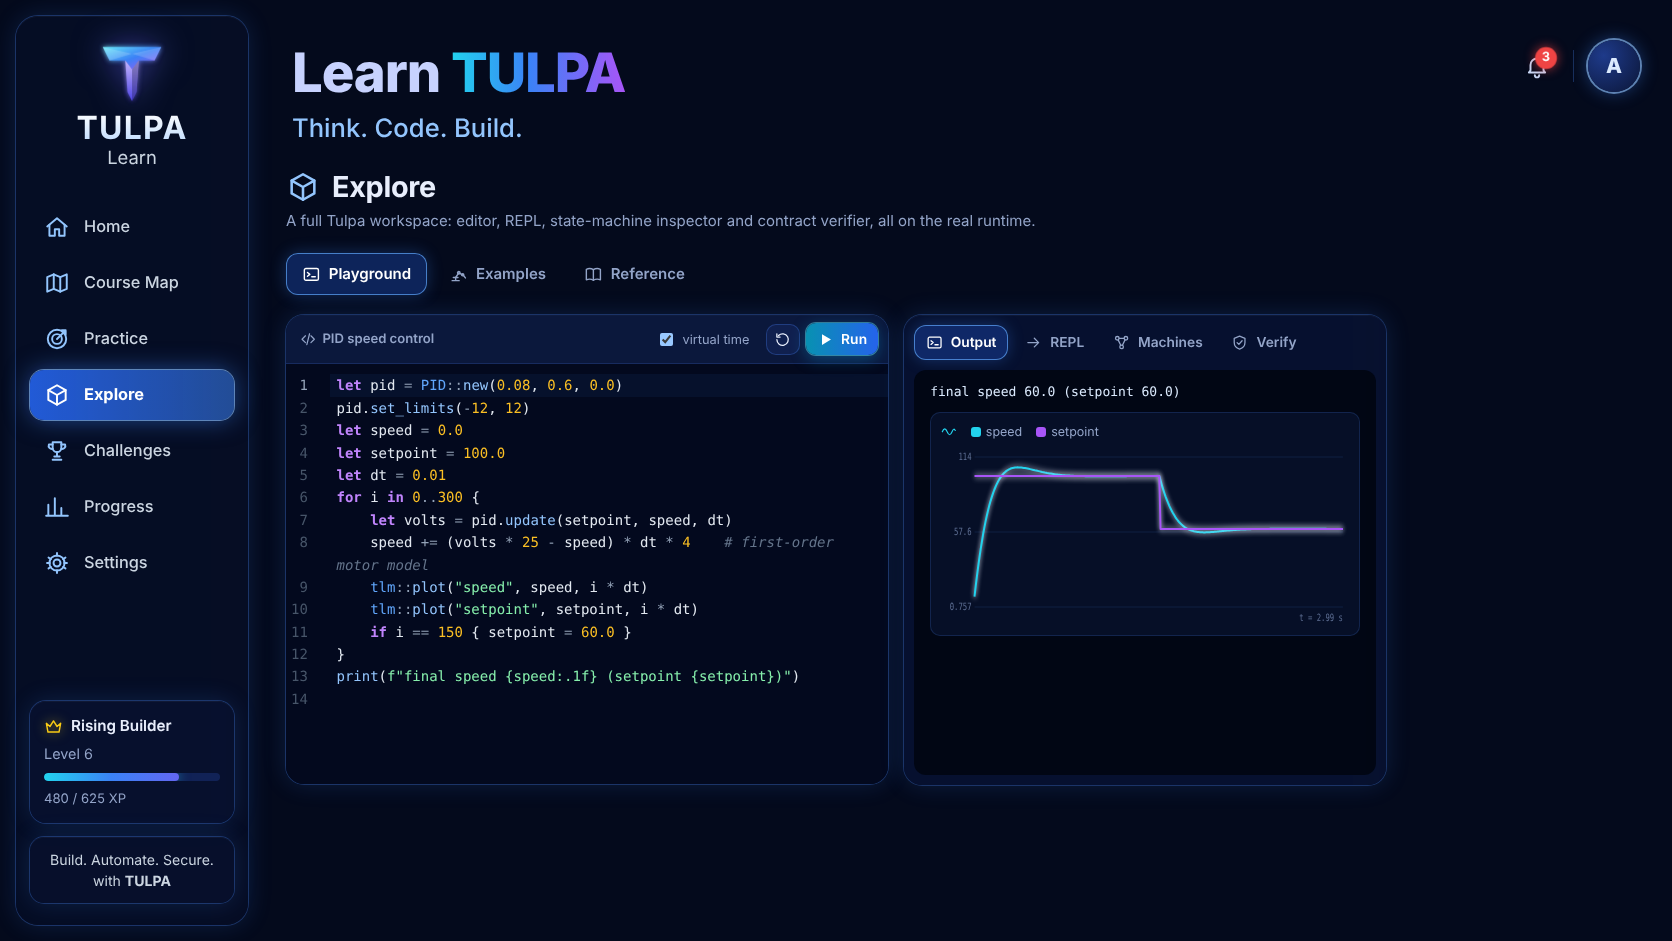 TULPA
Learn
Home
Course Map
Practice
Explore
Challenges
Progress
Settings
Rising Builder
Level 6
480 / 625 XP
Build. Automate. Secure.
with TULPA
Learn TULPA
Think. Code. Build.
3
A
Explore
A full Tulpa workspace: editor, REPL, state-machine inspector and contract verifier, all on the real runtime.
Playground Examples Reference
PID speed control virtual time Run
1 let pid = PID::new(0.08, 0.6, 0.0)
2 pid.set_limits(-12, 12)
3 let speed = 0.0
4 let setpoint = 100.0
5 let dt = 0.01
6 for i in 0..300 {
7     let volts = pid.update(setpoint, speed, dt)
8     speed += (volts * 25 - speed) * dt * 4    # first-order
motor model
9     tlm::plot("speed", speed, i * dt)
10     tlm::plot("setpoint", setpoint, i * dt)
11     if i == 150 { setpoint = 60.0 }
12 }
13 print(f"final speed {speed:.1f} (setpoint {setpoint})")
14
Output REPL Machines Verify
final speed 60.0 (setpoint 60.0)
speed setpoint
114
57.6
0.757
t = 2.99 s